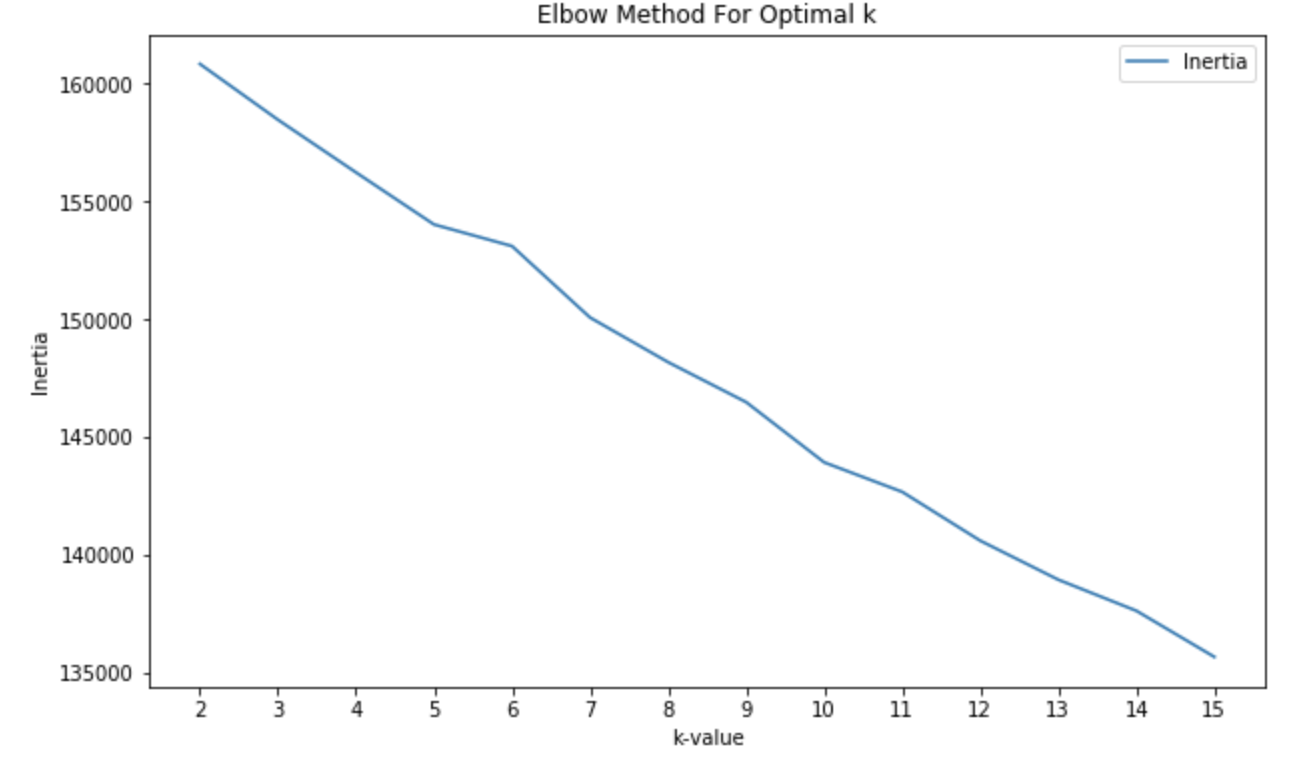 Elbow Method For Optimal k
Inertia
160000
155000
150000
145000
140000
135000
Inertia
2 3 4 5 6 7 8 9 10 11 12 13 14 15
k-value